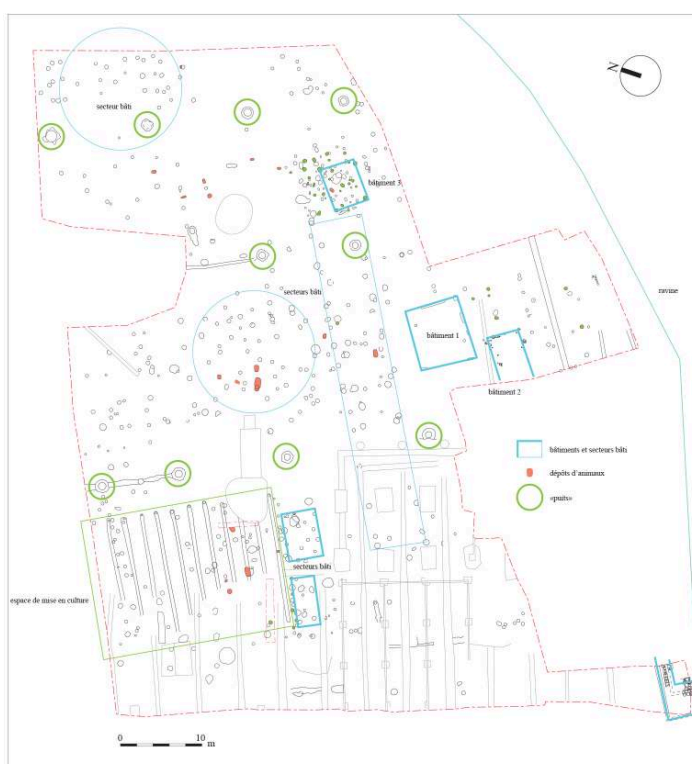 N
secteur bâti
bâtiment 3
secteurs bâti
ravine
bâtiment 1
bâtiment 2
bâtiments et secteurs bâti
dépôts d'animaux
«puits»
secteurs bâti
espace de mise en culture
0 10 m